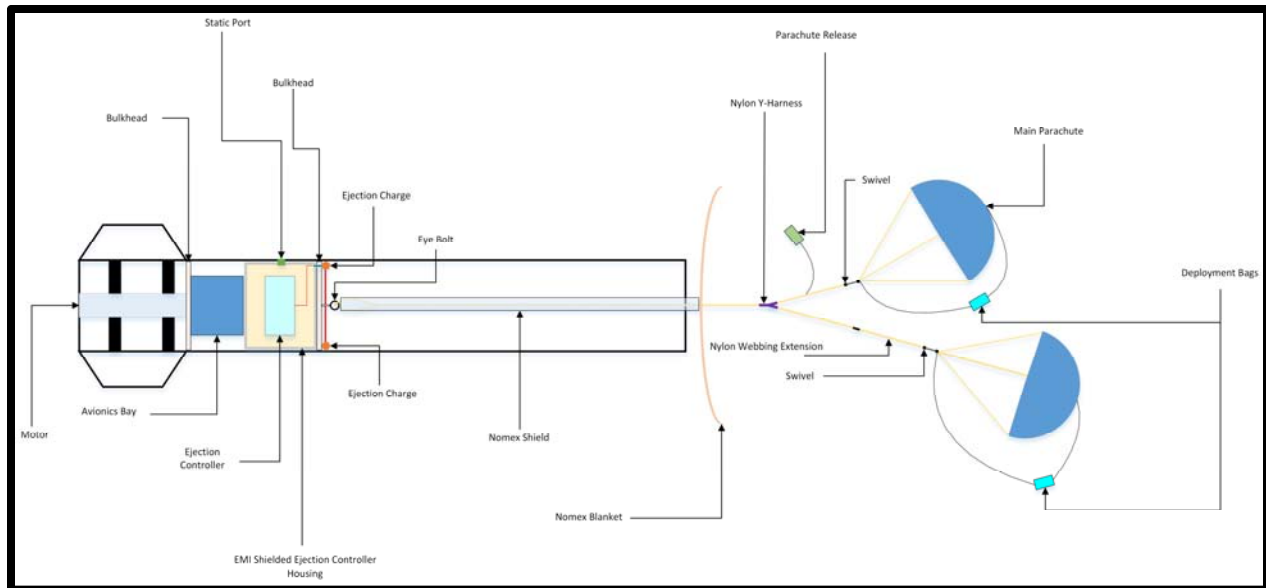 Static Port
Parachute Release
Bulkhead
Nylon Y-Harness
Bulkhead
Main Parachute
Swivel
Ejection Charge
Eye Bolt
Deployment Bags
Nylon Webbing Extension
Swivel
Ejection Charge
Avionics Bay
Motor
Nomex Shield
Ejection
Controller
Nomex Blanket
EMI Shielded Ejection Controller
Housing